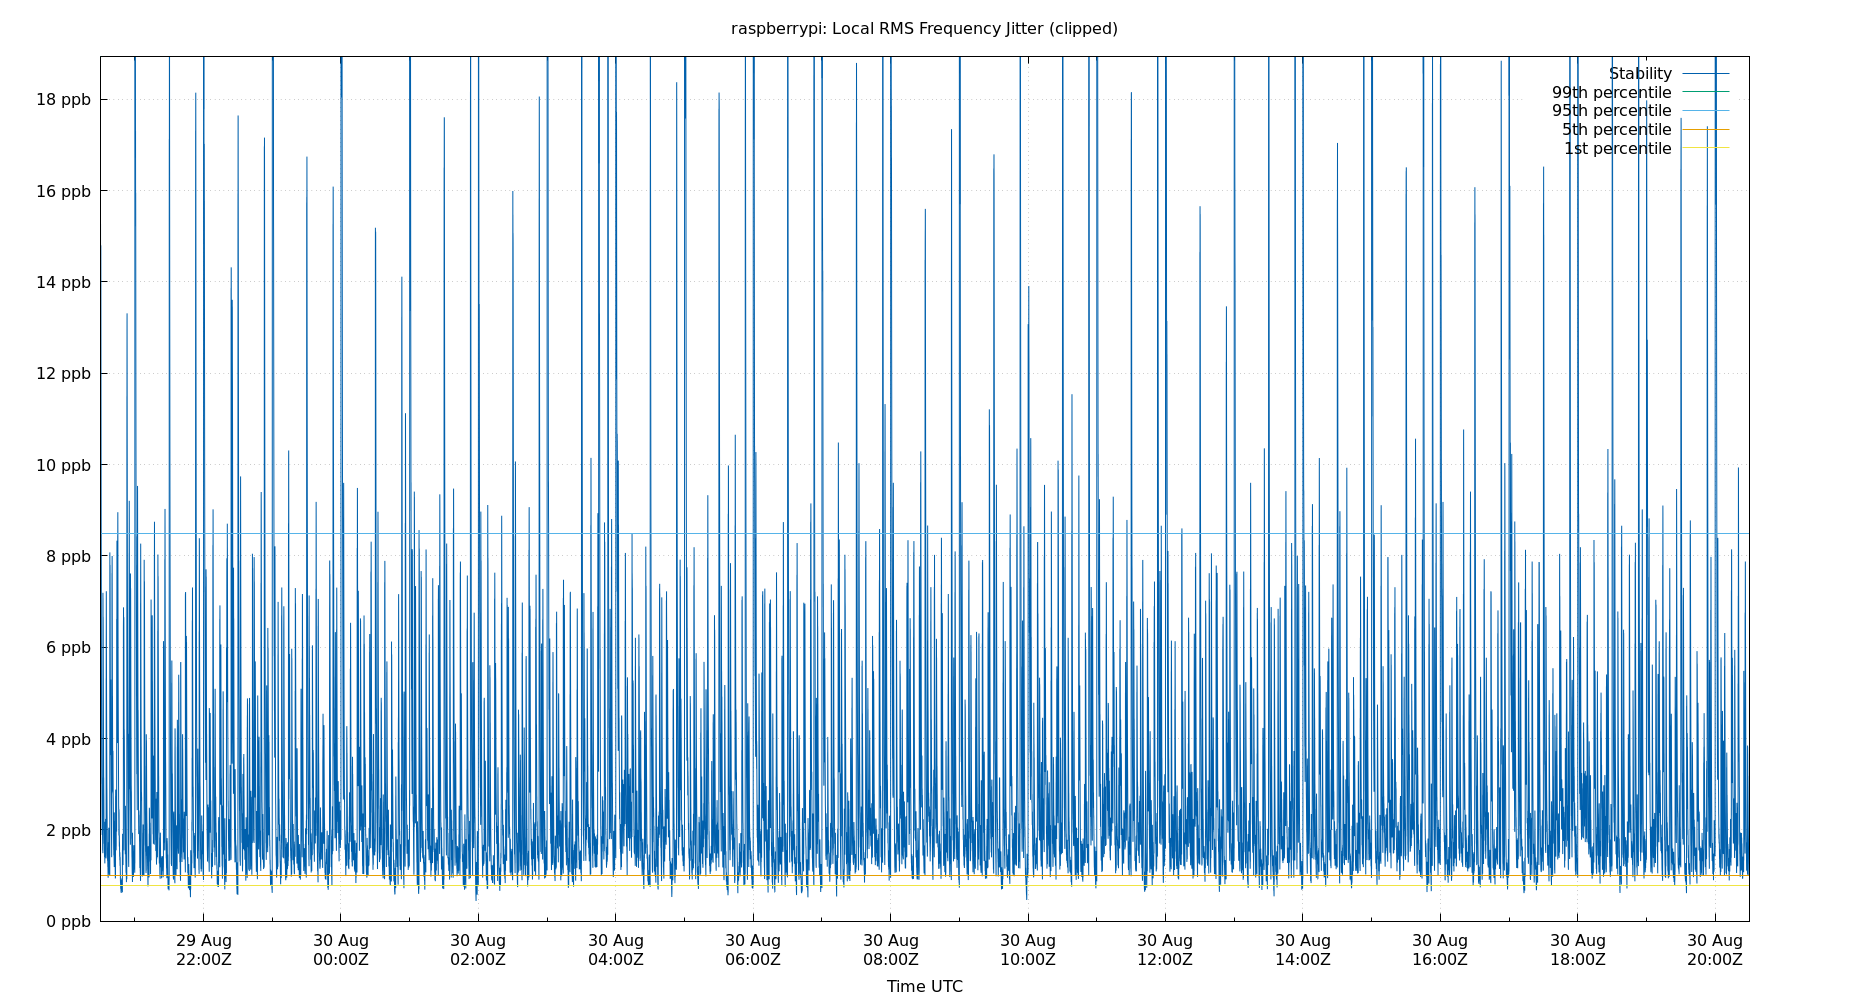 raspberrypi: Local RMS Frequency Jitter (clipped)
Stability
99th percentile
95th percentile
5th percentile
1st percentile
18 ppb
16 ppb
14 ppb
12 ppb
10 ppb
8 ppb
6 ppb
4 ppb
2 ppb
0 ppb
29 Aug 30 Aug 30 Aug 30 Aug 30 Aug 30 Aug 30 Aug 30 Aug 30 Aug 30 Aug 30 Aug 30 Aug
22:00Z 00:00Z 02:00Z 04:00Z 06:00Z 08:00Z 10:00Z 12:00Z 14:00Z 16:00Z 18:00Z 20:00Z
Time UTC